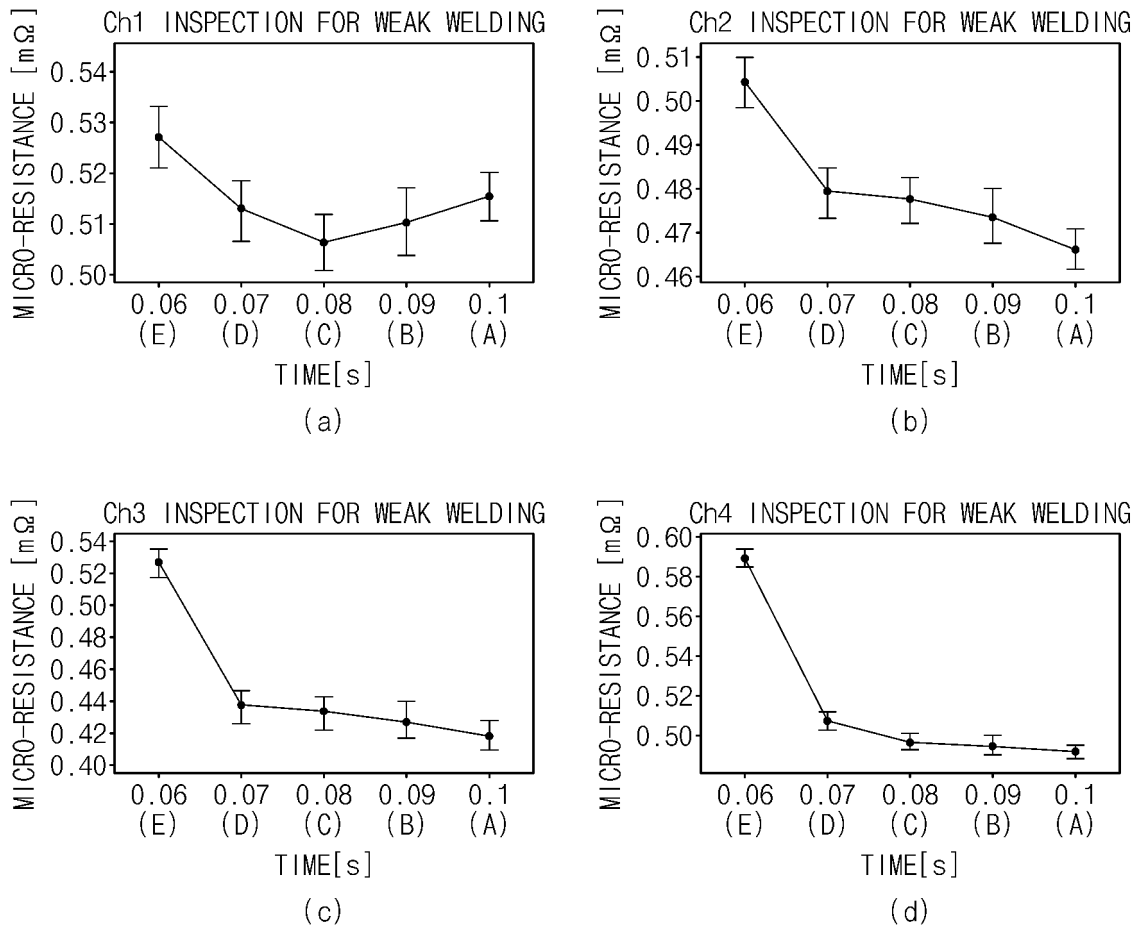 Ch1 INSPECTION FOR WEAK WELDING
MICRO-RESISTANCE [mΩ]
0.54
0.53
0.52
0.51
0.50
0.06 0.07 0.08 0.09 0.1
(E) (D) (C) (B) (A)
TIME[s]
(a)
Ch2 INSPECTION FOR WEAK WELDING
MICRO-RESISTANCE [mΩ]
0.51
0.50
0.49
0.48
0.47
0.46
0.06 0.07 0.08 0.09 0.1
(E) (D) (C) (B) (A)
TIME[s]
(b)
Ch3 INSPECTION FOR WEAK WELDING
MICRO-RESISTANCE [mΩ]
0.54
0.52
0.50
0.48
0.46
0.44
0.42
0.40
0.06 0.07 0.08 0.09 0.1
(E) (D) (C) (B) (A)
TIME[s]
(c)
Ch4 INSPECTION FOR WEAK WELDING
MICRO-RESISTANCE [mΩ]
0.60
0.58
0.56
0.54
0.52
0.50
0.06 0.07 0.08 0.09 0.1
(E) (D) (C) (B) (A)
TIME[s]
(d)